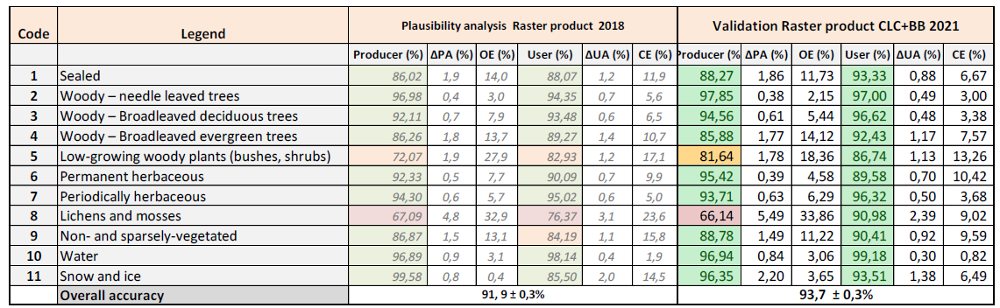 Code Legend Plausibility analysis Raster product 2018 Validation Raster product CLC+BB 2021
Producer (%) ΔPA (%) OE (%) User (%) ΔUA (%) CE (%) Producer (% ΔPA (%) OE (%) User (%) ΔUA (%) CE (%)
1 Sealed 86,02 1,9 14,0 88,07 1,2 11,9 88,27 1,86 11,73 93,33 0,88 6,67
2 Woody – needle leaved trees 96,98 0,4 3,0 94,35 0,7 5,6 97,85 0,38 2,15 97,00 0,49 3,00
3 Woody – Broadleaved deciduous trees 92,11 0,7 7,9 93,48 0,6 6,5 94,56 0,61 5,44 96,62 0,48 3,38
4 Woody – Broadleaved evergreen trees 86,26 1,8 13,7 89,27 1,4 10,7 85,88 1,77 14,12 92,43 1,17 7,57
5 Low-growing woody plants (bushes, shrubs) 72,07 1,9 27,9 82,93 1,2 17,1 81,64 1,78 18,36 86,74 1,13 13,26
6 Permanent herbaceous 92,33 0,5 7,7 90,09 0,7 9,9 95,42 0,39 4,58 89,58 0,70 10,42
7 Periodically herbaceous 94,30 0,6 5,7 95,02 0,6 5,0 93,71 0,63 6,29 96,32 0,50 3,68
8 Lichens and mosses 67,09 4,8 32,9 76,37 3,1 23,6 66,14 5,49 33,86 90,98 2,39 9,02
9 Non- and sparsely-vegetated 86,87 1,5 13,1 84,19 1,1 15,8 88,78 1,49 11,22 90,41 0,92 9,59
10 Water 96,89 0,9 3,1 98,14 0,4 1,9 96,94 0,84 3,06 99,18 0,30 0,82
11 Snow and ice 99,58 0,8 0,4 85,50 2,0 14,5 96,35 2,20 3,65 93,51 1,38 6,49
Overall accuracy 91, 9 ± 0,3% 93,7 ± 0,3%